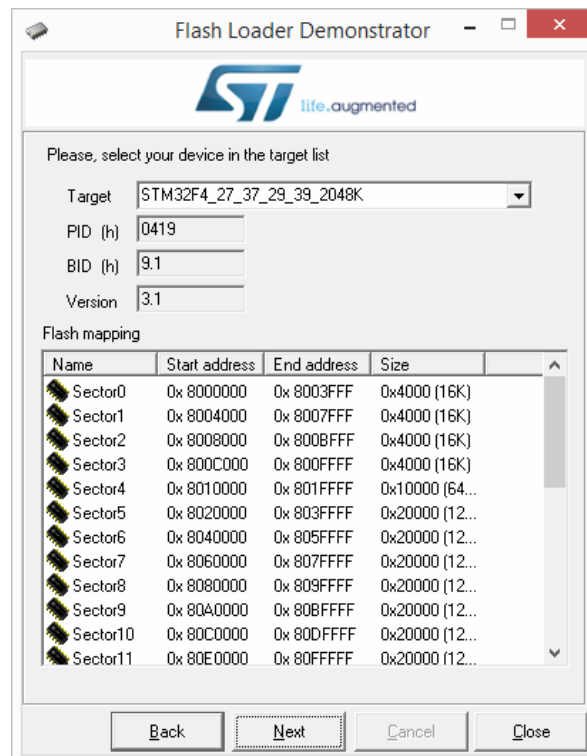 Flash Loader Demonstrator
ST life.augmented
Please, select your device in the target list
Target STM32F4_27_37_29_39_2048K
PID (h) 0419
BID (h) 9.1
Version 3.1
Flash mapping
Name Start address End address Size
Sector0 0x 8000000 0x 8003FFF 0x4000 (16K)
Sector1 0x 8004000 0x 8007FFF 0x4000 (16K)
Sector2 0x 8008000 0x 800BFFF 0x4000 (16K)
Sector3 0x 800C000 0x 800FFFF 0x4000 (16K)
Sector4 0x 8010000 0x 801FFFF 0x10000 (64...
Sector5 0x 8020000 0x 803FFFF 0x20000 (12...
Sector6 0x 8040000 0x 805FFFF 0x20000 (12...
Sector7 0x 8060000 0x 807FFFF 0x20000 (12...
Sector8 0x 8080000 0x 809FFFF 0x20000 (12...
Sector9 0x 80A0000 0x 80BFFFF 0x20000 (12...
Sector10 0x 80C0000 0x 80DFFFF 0x20000 (12...
Sector11 0x 80E0000 0x 80FFFFF 0x20000 (12...
Back Next Cancel Close